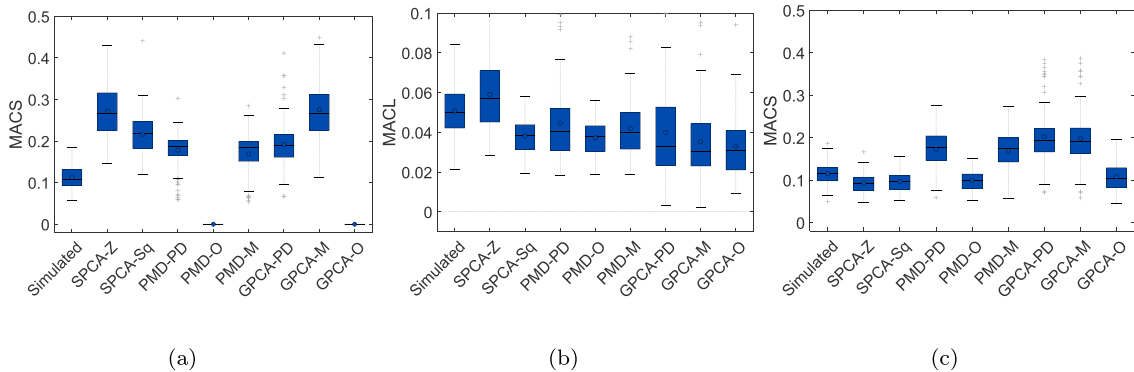 0.5
0.4
0.3
0.2
0.1
0
MACS
Simulated
SPCA-Z
SPCA-Sq
PMD-PD
PMD-O
PMD-M
GPCA-PD
GPCA-M
GPCA-O
(a)
0.1
0.08
0.06
0.04
0.02
0
MACL
Simulated
SPCA-Z
SPCA-Sq
PMD-PD
PMD-O
PMD-M
GPCA-PD
GPCA-M
GPCA-O
(b)
0.5
0.4
0.3
0.2
0.1
0
MACS
Simulated
SPCA-Z
SPCA-Sq
PMD-PD
PMD-O
PMD-M
GPCA-PD
GPCA-M
GPCA-O
(c)